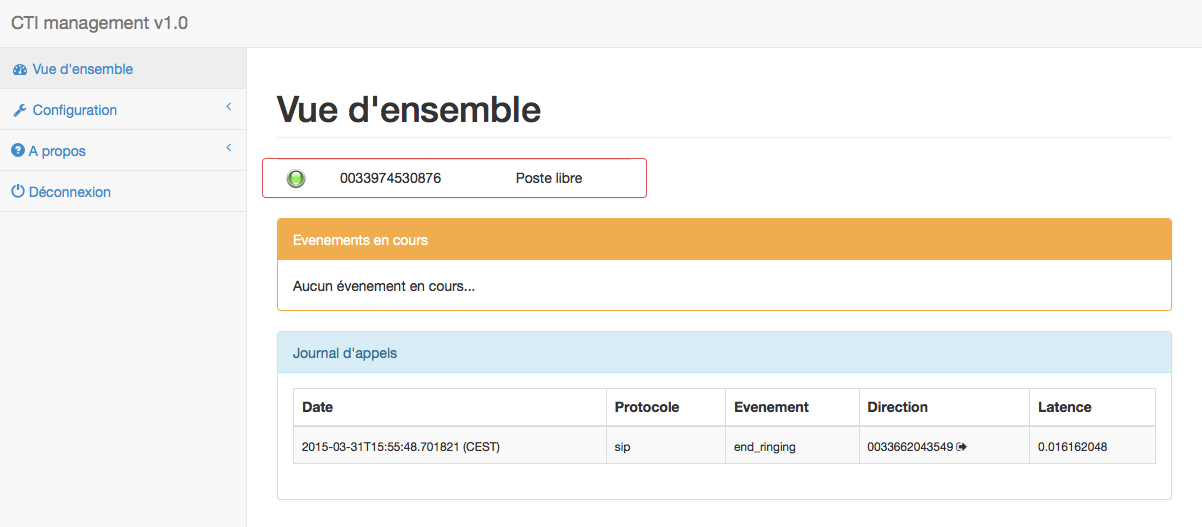 CTI management v1.0
Vue d'ensemble
Configuration
A propos
Déconnexion
Vue d'ensemble
0033974530876 Poste libre
Evenements en cours
Aucun évenement en cours...
Journal d'appels
Date Protocole Evenement Direction Latence
2015-03-31T15:55:48.701821 (CEST) sip end_ringing 0033662043549 0.016162048